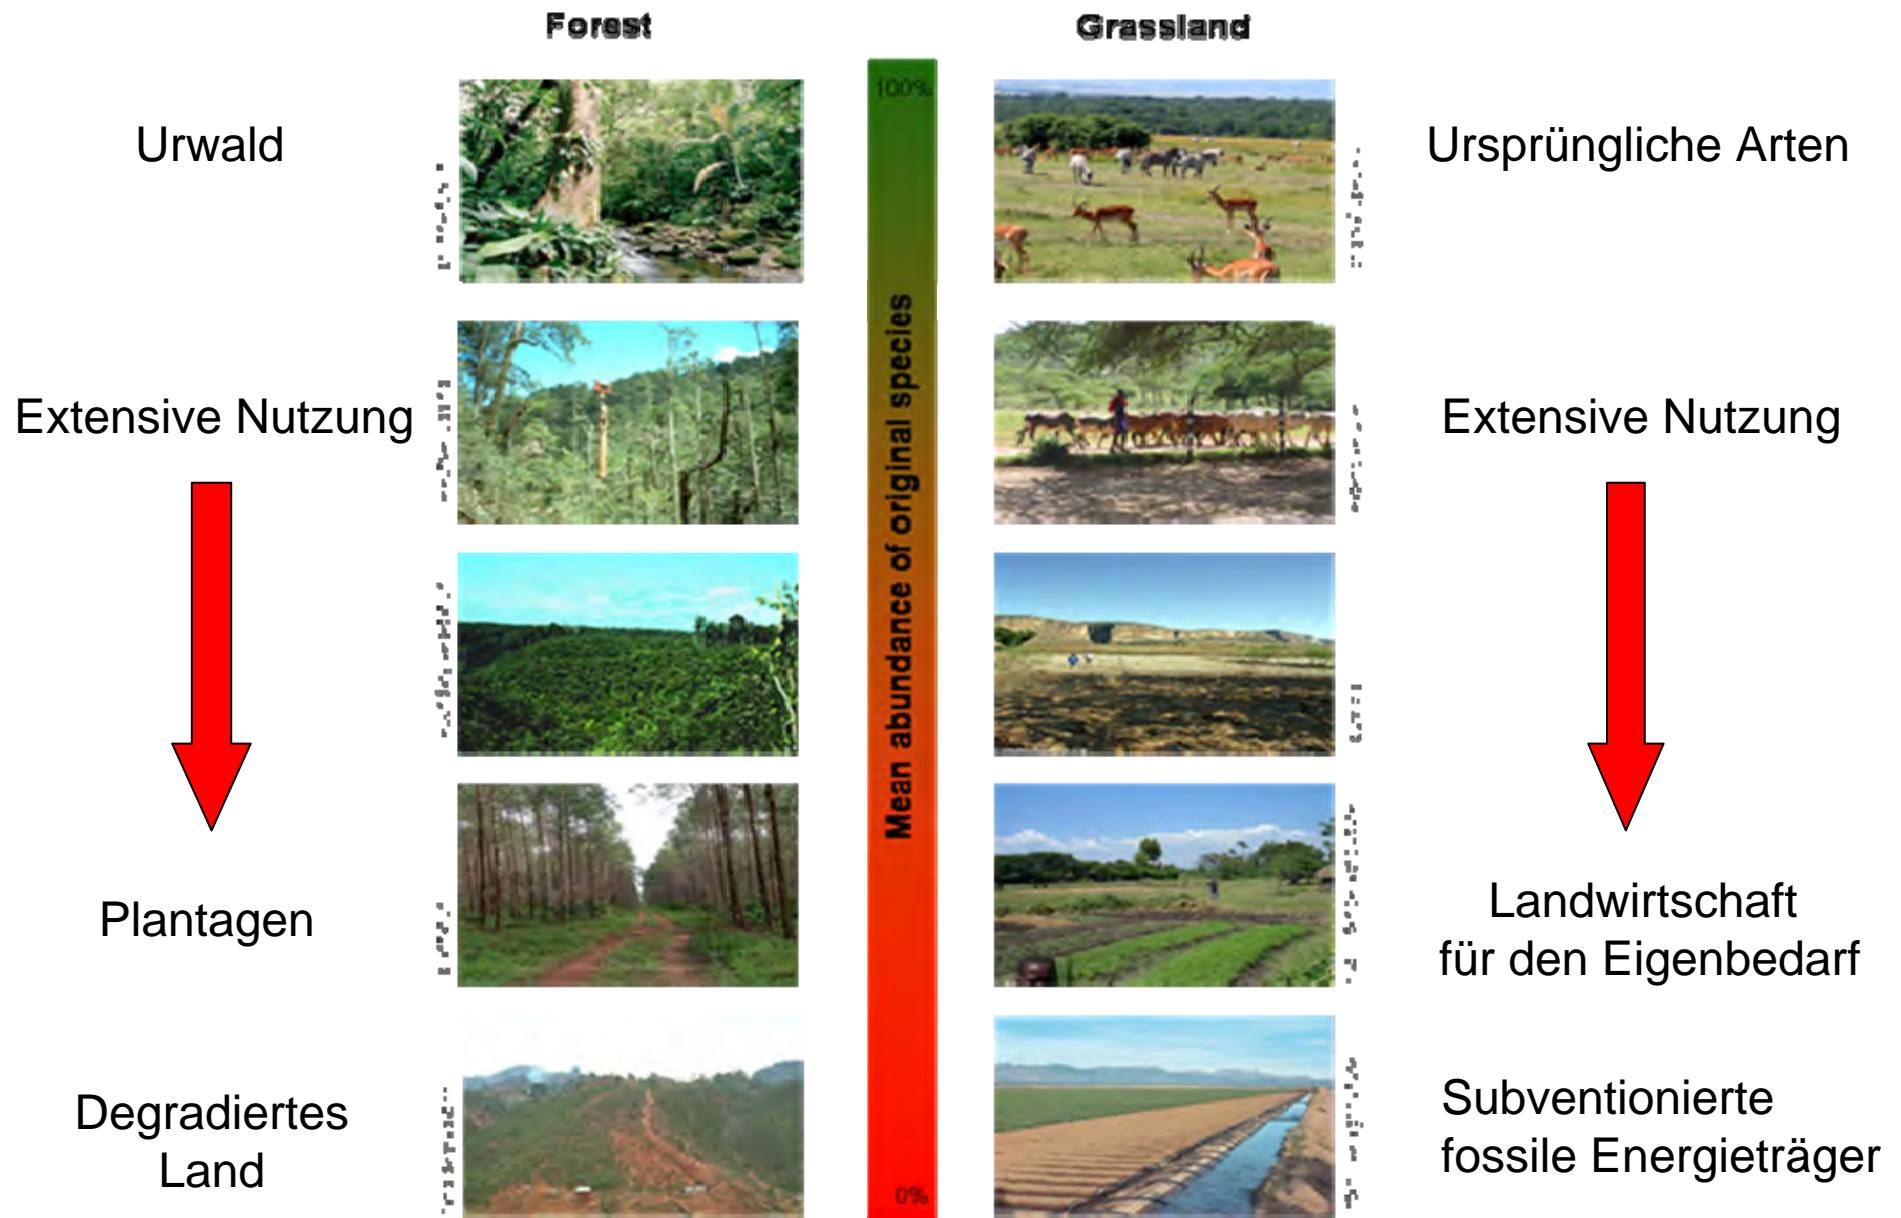 Forest
Grassland
100%
Urwald
Ursprüngliche Arten
Extensive Nutzung
Extensive Nutzung
Mean abundance of original species
Plantagen
Landwirtschaft
für den Eigenbedarf
Degradiertes
Land
Subventionierte
fossile Energieträger
0%